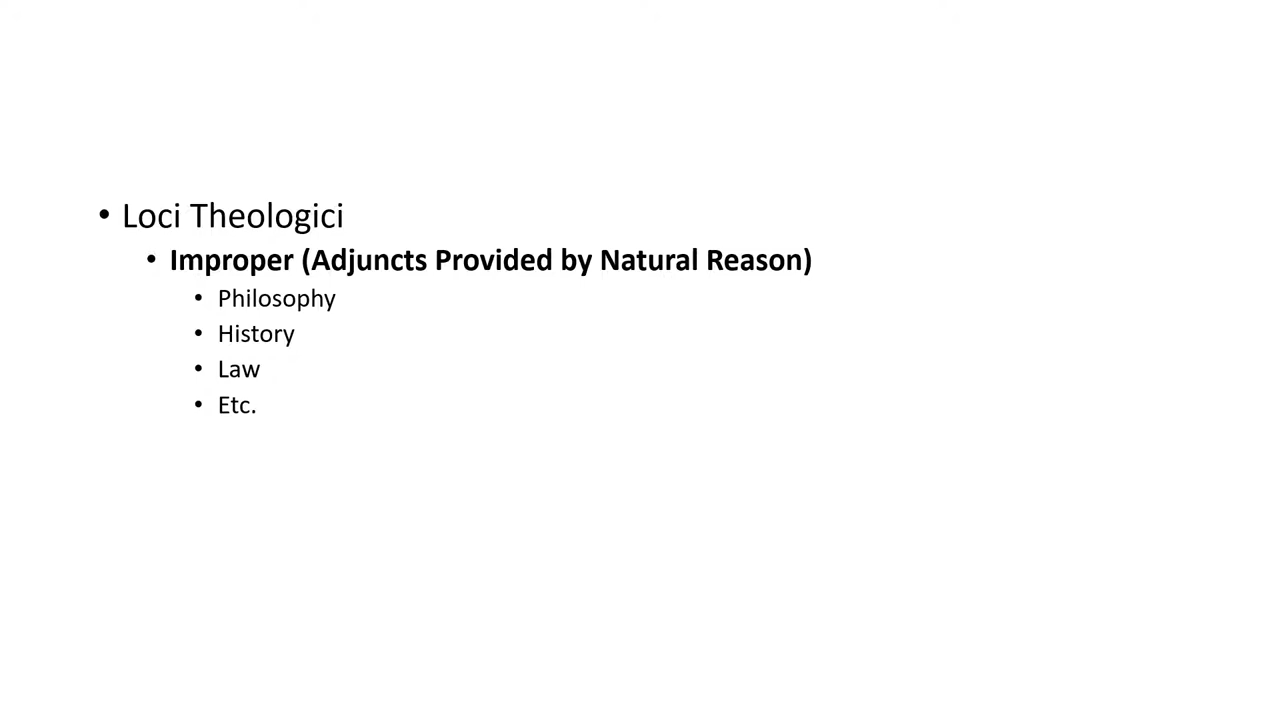 • Loci Theologici
• Improper (Adjuncts Provided by Natural Reason)
• Philosophy
• History
• Law
• Etc.